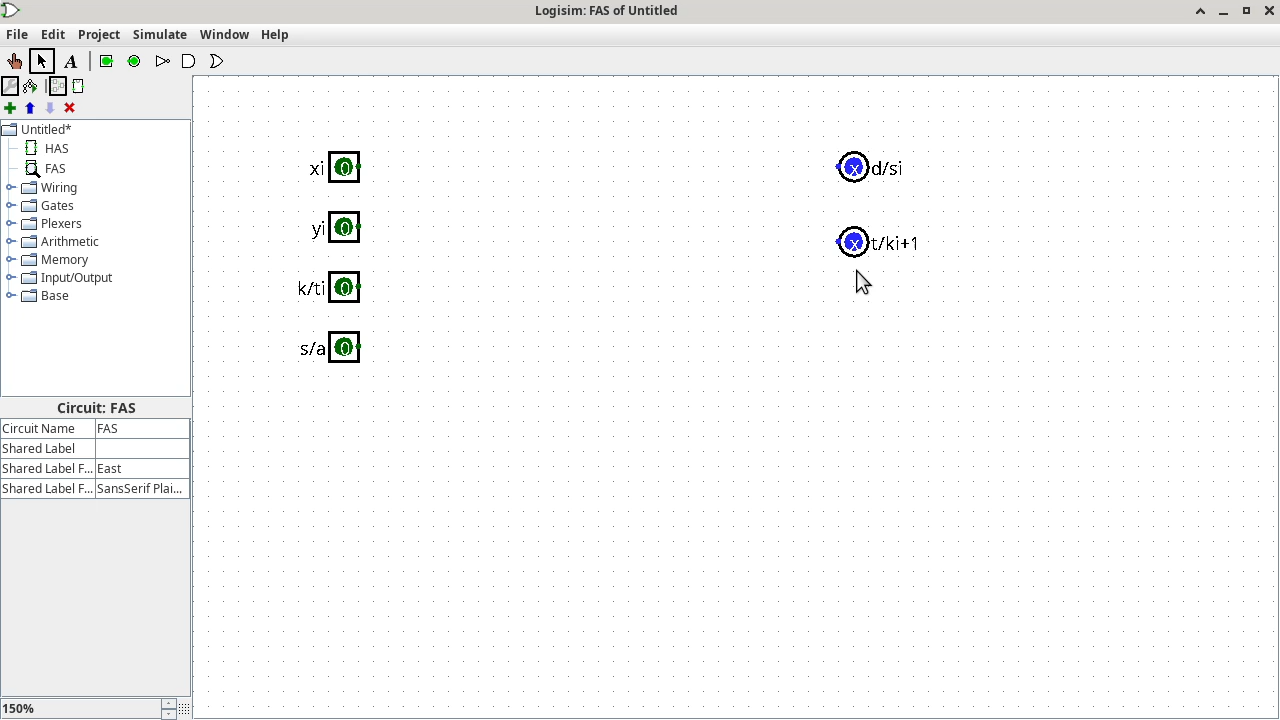 Logisim: FAS of Untitled
File Edit Project Simulate Window Help
A
Untitled*
HAS
FAS
Wiring
Gates
Plexers
Arithmetic
Memory
Input/Output
Base
Circuit: FAS
Circuit Name FAS
Shared Label
Shared Label F... East
Shared Label F... SansSerif Plai...
150%
xi 0
yi 0
k/ti 0
s/a 0
x d/si
x t/ki+1